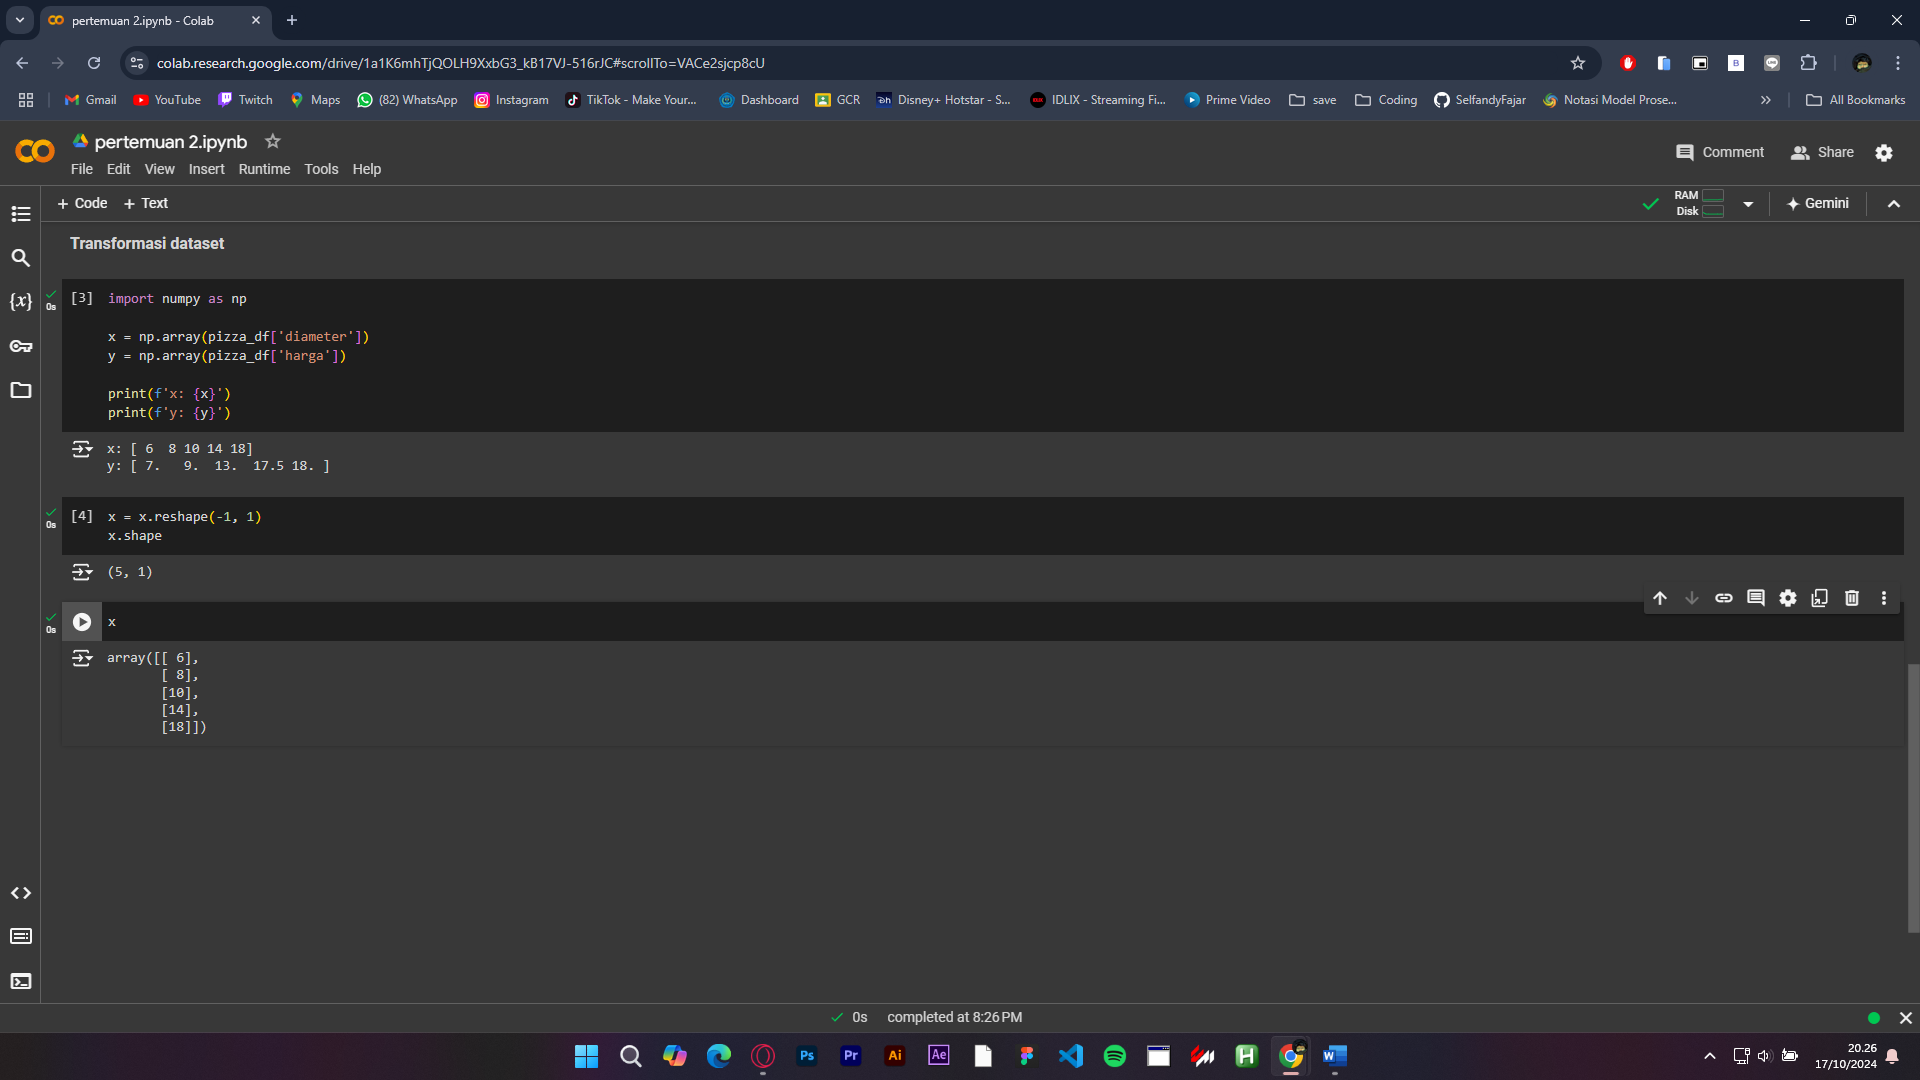 pertemuan 2.ipynb - Colab
colab.research.google.com/drive/1a1K6mhTjQOLH9XxbG3_kB17VJ-516rJC#scrollTo=VACe2sjcp8cU
Gmail YouTube Twitch Maps (82) WhatsApp Instagram TikTok - Make Your... Dashboard GCR Disney+ Hotstar - S... IDLIX - Streaming Fi... Prime Video save Coding SelfandyFajar Notasi Model Prose... All Bookmarks
pertemuan 2.ipynb
Comment Share
File Edit View Insert Runtime Tools Help
+ Code + Text
RAM
Disk
Gemini
Transformasi dataset
[3] import numpy as np
0s
x = np.array(pizza_df['diameter'])
y = np.array(pizza_df['harga'])
print(f'x: {x}')
print(f'y: {y}')
x: [ 6  8 10 14 18]
y: [ 7.   9.  13.  17.5 18. ]
[4] x = x.reshape(-1, 1)
0s
x.shape
(5, 1)
x
0s
array([[ 6],
[ 8],
[10],
[14],
[18]])
0s completed at 8:26 PM
20.26
17/10/2024